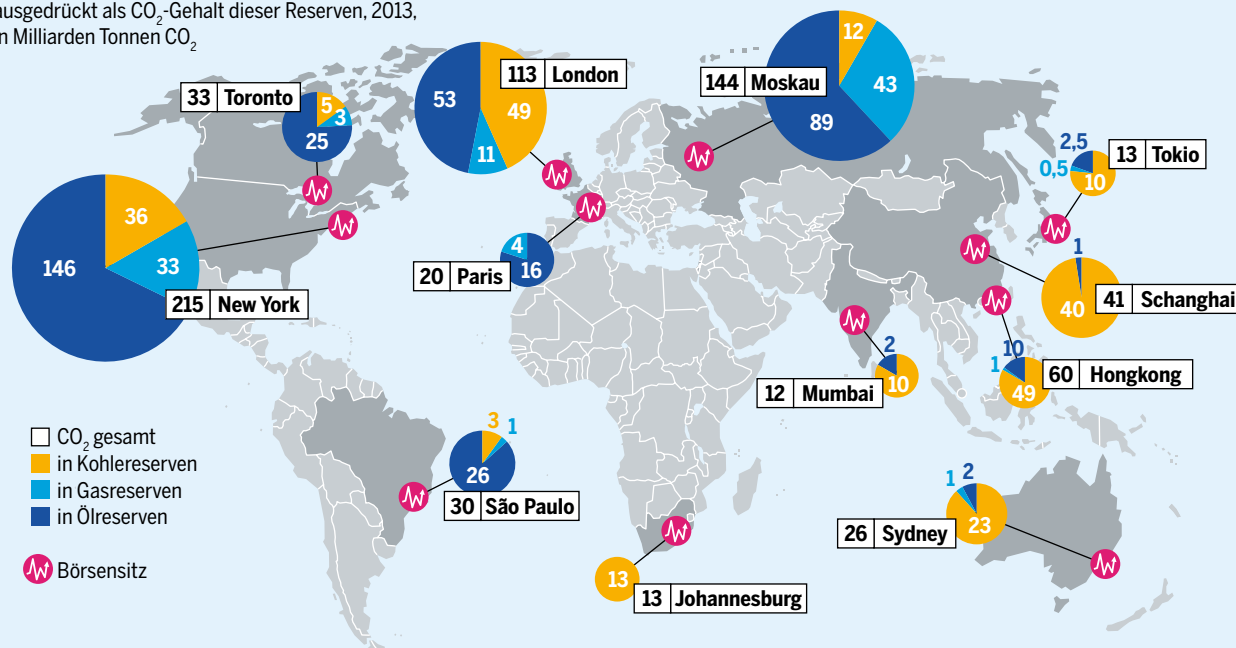 ausgedrückt als CO₂-Gehalt dieser Reserven, 2013,
n Milliarden Tonnen CO₂
33 Toronto
5
3
25
113 London
53
49
11
144 Moskau
12
43
89
2,5
0,5
10
13 Tokio
36
146
33
215 New York
4
16
20 Paris
1
40
41 Schanghai
2
10
12 Mumbai
10
1
49
60 Hongkong
3
1
26
30 São Paulo
1
2
23
26 Sydney
13
13 Johannesburg
CO₂ gesamt
in Kohlereserven
in Gasreserven
in Ölreserven
Börsensitz